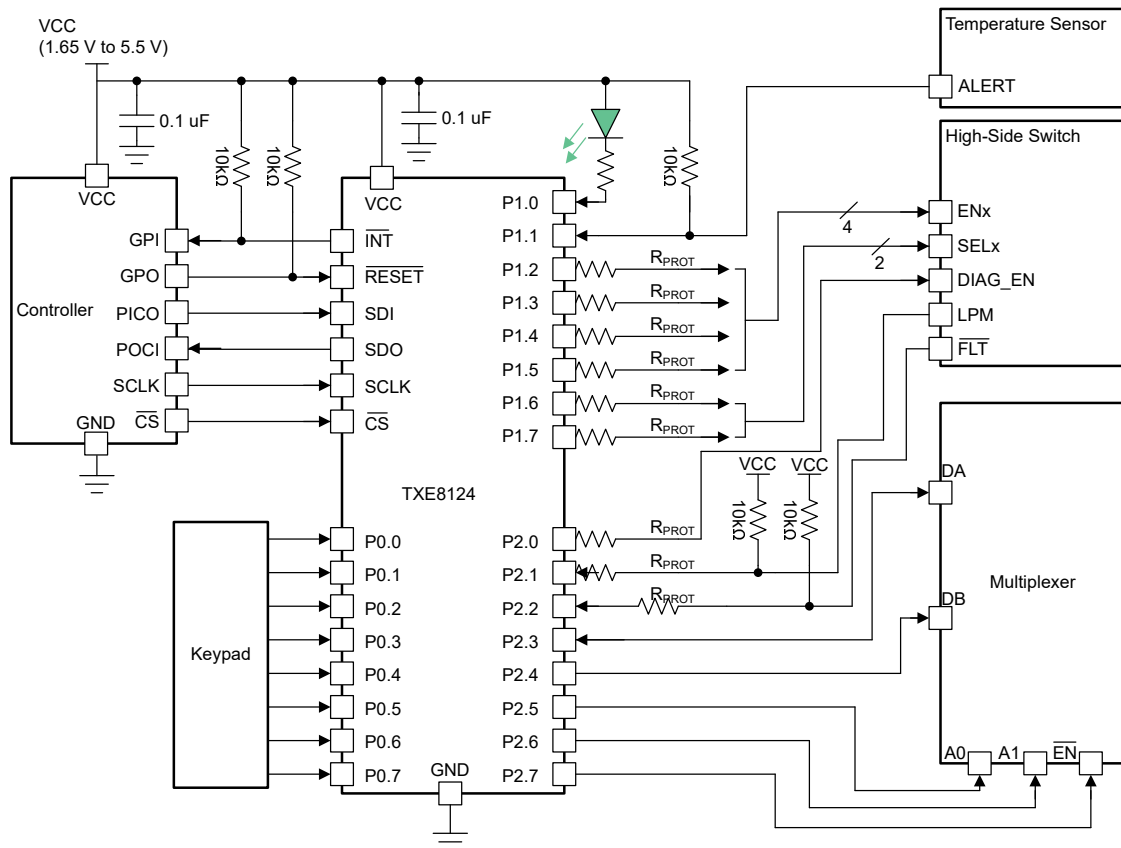 VCC
(1.65 V to 5.5 V)
0.1 uF
0.1 uF
10kΩ
10kΩ
10kΩ
Temperature Sensor
ALERT
High-Side Switch
ENx
SELx
DIAG_EN
LPM
FLT
4
2
Controller
VCC
GPI
GPO
PICO
POCI
SCLK
CS
GND
VCC
INT
RESET
SDI
SDO
SCLK
CS
TXE8124
P0.0
P0.1
P0.2
P0.3
P0.4
P0.5
P0.6
P0.7
GND
P1.0
P1.1
P1.2
P1.3
P1.4
P1.5
P1.6
P1.7
P2.0
P2.1
P2.2
P2.3
P2.4
P2.5
P2.6
P2.7
RPROT
RPROT
RPROT
RPROT
RPROT
RPROT
RPROT
RPROT
RPROT
VCC
VCC
10kΩ
10kΩ
Keypad
DA
DB
Multiplexer
A0
A1
EN